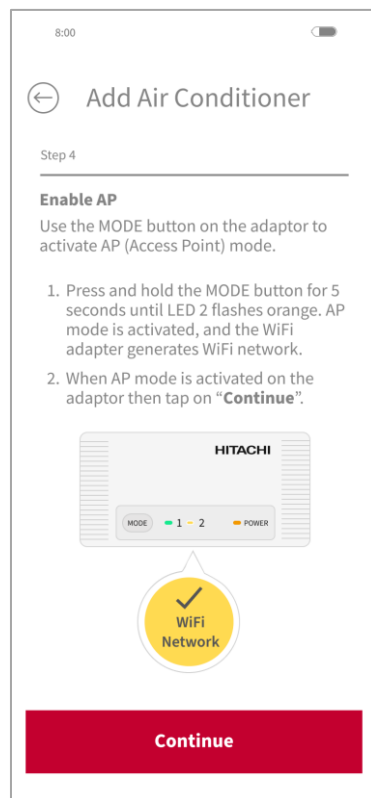 8:00
Add Air Conditioner
Step 4
Enable AP
Use the MODE button on the adaptor to
activate AP (Access Point) mode.
1. Press and hold the MODE button for 5
seconds until LED 2 flashes orange. AP
mode is activated, and the WiFi
adapter generates WiFi network.
2. When AP mode is activated on the
adaptor then tap on “Continue”.
HITACHI
MODE 1 2 POWER
WiFi
Network
Continue